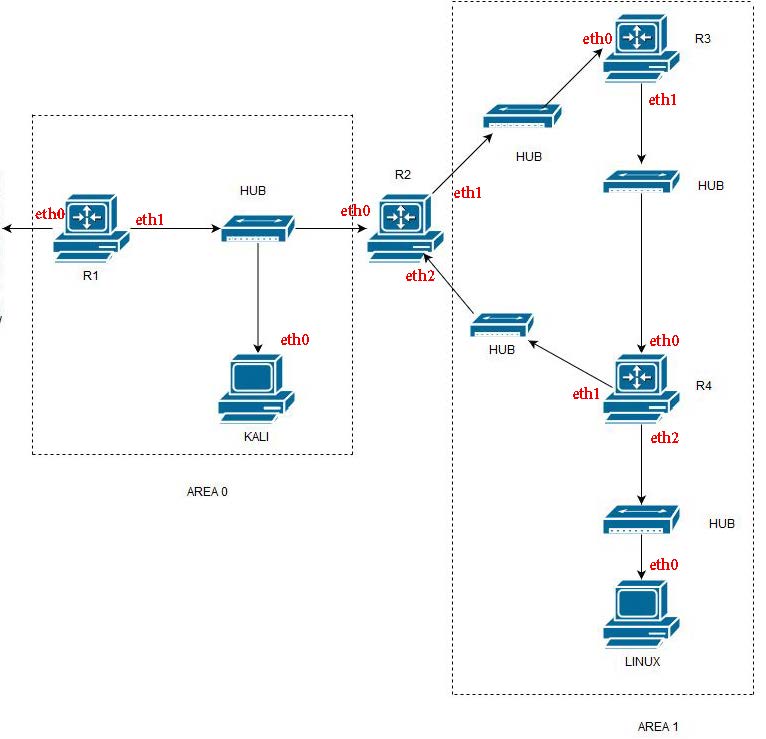 eth0
R3
eth1
HUB
R2
eth1
HUB
HUB
eth0
eth1
eth0
R1
eth2
HUB
eth0
KALI
eth0
eth1
R4
eth2
AREA 0
HUB
eth0
LINUX
AREA 1